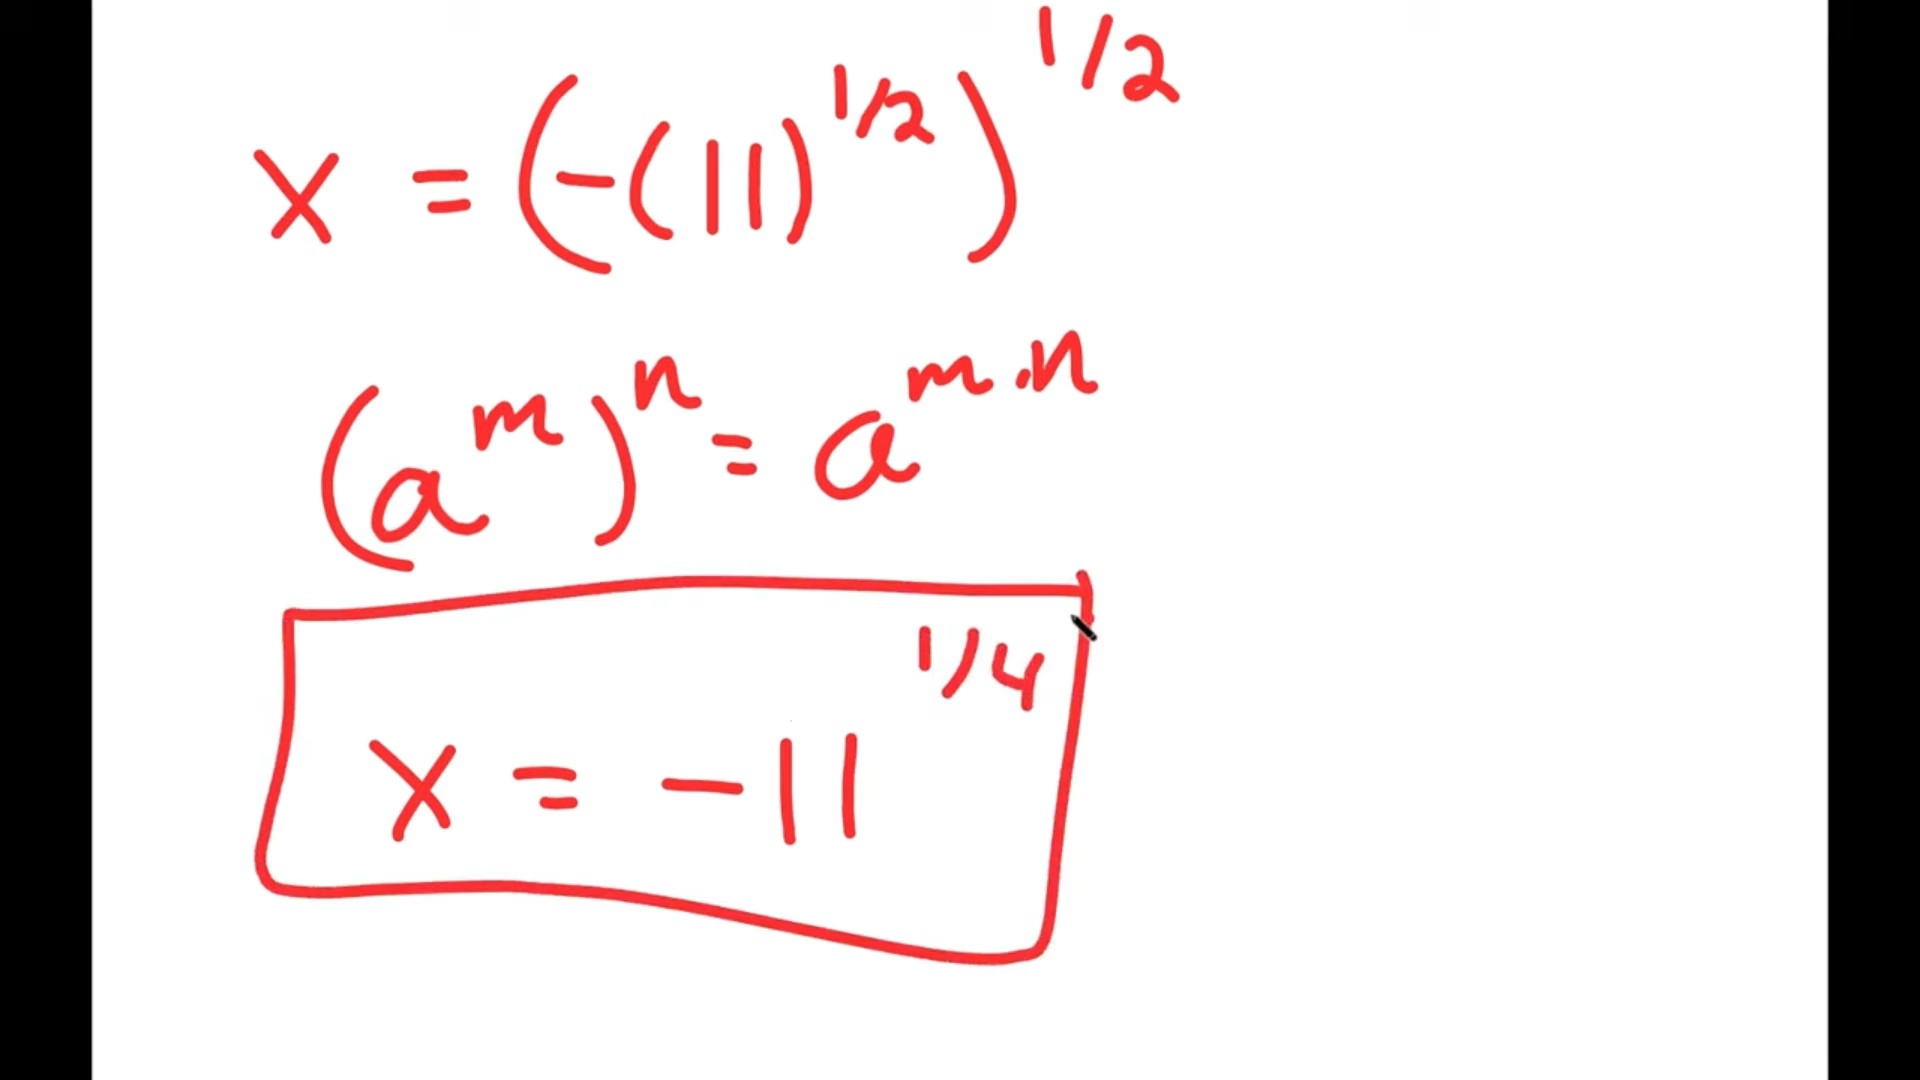 x = (-(11)^{1/2})^{1/2}
(a^m)^n = a^{m·n}
x = -11^{1/4}